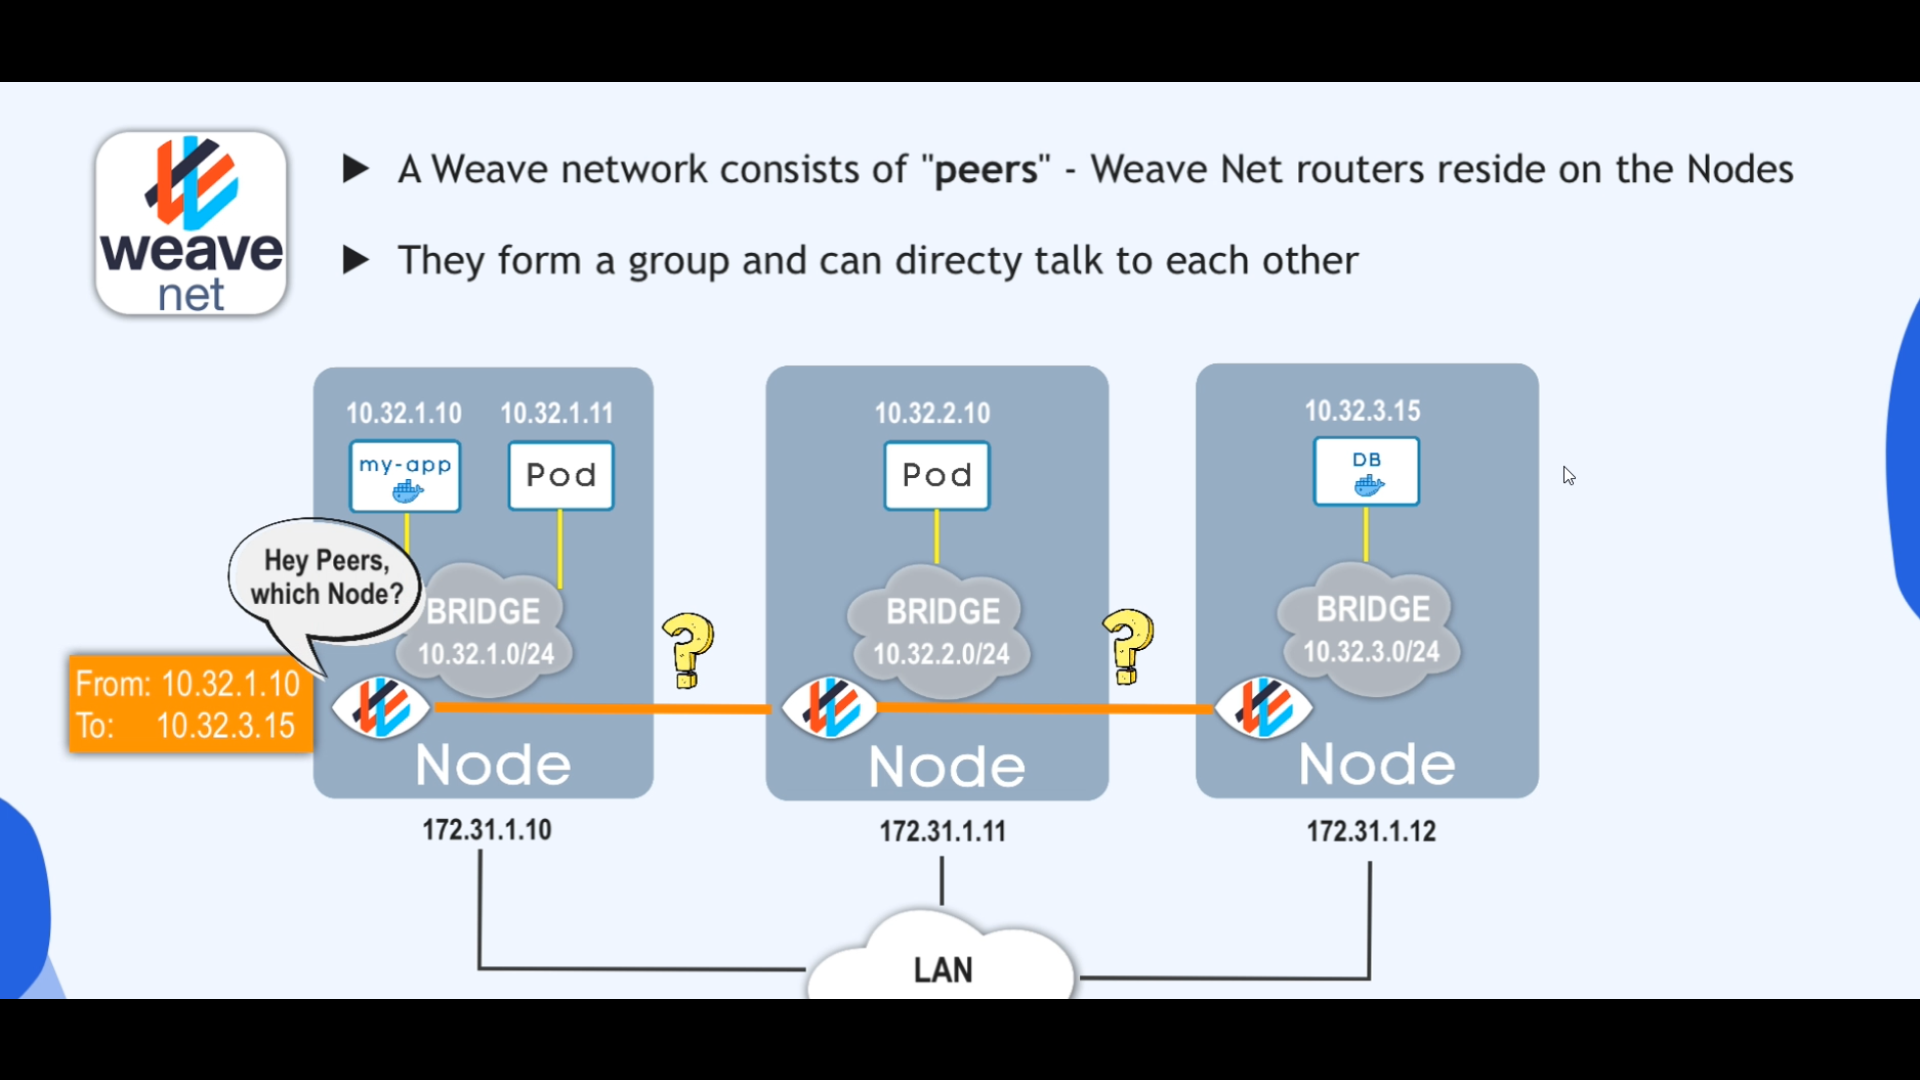 weave
net
▶ A Weave network consists of "peers" - Weave Net routers reside on the Nodes
▶ They form a group and can directy talk to each other
10.32.1.10
10.32.1.11
10.32.2.10
10.32.3.15
my-app
Pod
Pod
DB
Hey Peers,
which Node?
BRIDGE
10.32.1.0/24
?
BRIDGE
10.32.2.0/24
?
BRIDGE
10.32.3.0/24
From: 10.32.1.10
To: 10.32.3.15
Node
Node
Node
172.31.1.10
172.31.1.11
172.31.1.12
LAN